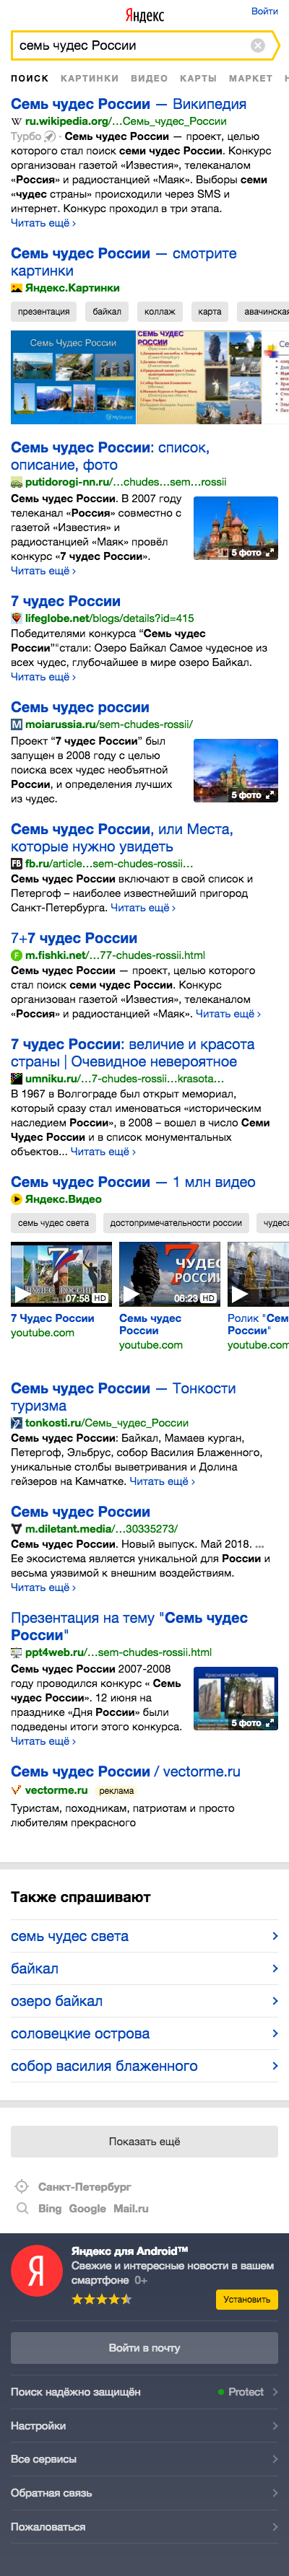 Яндекс
Войти
семь чудес России
ПОИСК КАРТИНКИ ВИДЕО КАРТЫ МАРКЕТ
Семь чудес России — Википедия
ru.wikipedia.org/…Семь_чудес_России
Турбо · Семь чудес России — проект, целью
которого стал поиск семи чудес России. Конкурс
организован газетой «Известия», телеканалом
«Россия» и радиостанцией «Маяк». Выборы семи
«чудес страны» происходили через SMS и
интернет. Конкурс проходил в три этапа.
Читать ещё ›
Семь чудес России — смотрите
картинки
Яндекс.Картинки
презентация байкал коллаж карта авачинская
Семь Чудес России
СЕМЬ ЧУДЕС
РОССИИ
Семь чудес России: список,
описание, фото
putidorogi-nn.ru/…chudes…sem…rossii
Семь чудес России. В 2007 году
телеканал «Россия» совместно с
газетой «Известия» и
радиостанцией «Маяк» провёл
конкурс «7 чудес России».
5 фото
Читать ещё ›
7 чудес России
lifeglobe.net/blogs/details?id=415
Победителями конкурса “Семь чудес
России”"стали: Озеро Байкал Самое чудесное из
всех чудес, глубочайшее в мире озеро Байкал.
Читать ещё ›
Семь чудес россии
moiarussia.ru/sem-chudes-rossii/
Проект “7 чудес России” был
запущен в 2008 году с целью
поиска всех чудес необъятной
России, и определения лучших
из чудес.
5 фото
Семь чудес России, или Места,
которые нужно увидеть
fb.ru/article…sem-chudes-rossii…
Семь чудес России включают в свой список и
Петергоф – наиболее известнейший пригород
Санкт-Петербурга. Читать ещё ›
7+7 чудес России
m.fishki.net/…77-chudes-rossii.html
Семь чудес России — проект, целью которого
стал поиск семи чудес России. Конкурс
организован газетой «Известия», телеканалом
«Россия» и радиостанцией «Маяк». Читать ещё ›
7 чудес России: величие и красота
страны | Очевидное невероятное
umniku.ru/…7-chudes-rossii…krasota…
В 1967 в Волгограде был открыт мемориал,
который сразу стал именоваться «историческим
наследием России», в 2008 – вошел в число Семи
Чудес России и в список монументальных
объектов... Читать ещё ›
Семь чудес России — 1 млн видео
Яндекс.Видео
семь чудес света достопримечательности россии чудеса
07:58 HD
7 ЧУДЕС РОССИИ
06:23 HD
7 Чудес России
youtube.com
Семь чудес
России
youtube.com
Ролик "Сем
России"
youtube.com
Семь чудес России — Тонкости
туризма
tonkosti.ru/Семь_чудес_России
Семь чудес России: Байкал, Мамаев курган,
Петергоф, Эльбрус, собор Василия Блаженного,
уникальные столбы выветривания и Долина
гейзеров на Камчатке. Читать ещё ›
Семь чудес России
m.diletant.media/…30335273/
Семь чудес России. Новый выпуск. Май 2018. ...
Ее экосистема является уникальной для России и
весьма уязвимой к внешним воздействиям.
Читать ещё ›
Презентация на тему "Семь чудес
России"
ppt4web.ru/…sem-chudes-rossii.html
Семь чудес России 2007-2008
году проводился конкурс « Семь
чудес России». 12 июня на
празднике «Дня России» были
подведены итоги этого конкурса.
Красноярские столбы
5 фото
Читать ещё ›
Семь чудес России / vectorme.ru
vectorme.ru реклама
Туристам, походникам, патриотам и просто
любителям прекрасного
Также спрашивают
семь чудес света
байкал
озеро байкал
соловецкие острова
собор василия блаженного
Показать ещё
Санкт-Петербург
Bing Google Mail.ru
Я
Яндекс для Android™
Свежие и интересные новости в вашем
смартфоне 0+
Установить
Войти в почту
Поиск надёжно защищён Protect
Настройки
Все сервисы
Обратная связь
Пожаловаться